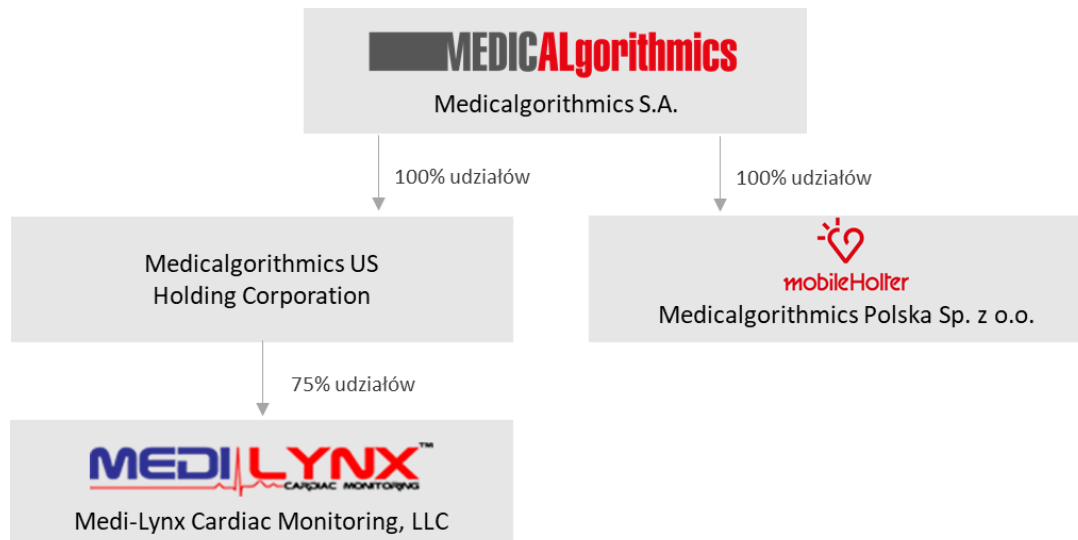 MEDICALgorithmics
Medicalgorithmics S.A.
100% udziałów
100% udziałów
Medicalgorithmics US
Holding Corporation
mobileHolter
Medicalgorithmics Polska Sp. z o.o.
75% udziałów
MEDI LYNX™
CARDIAC MONITORING
Medi-Lynx Cardiac Monitoring, LLC